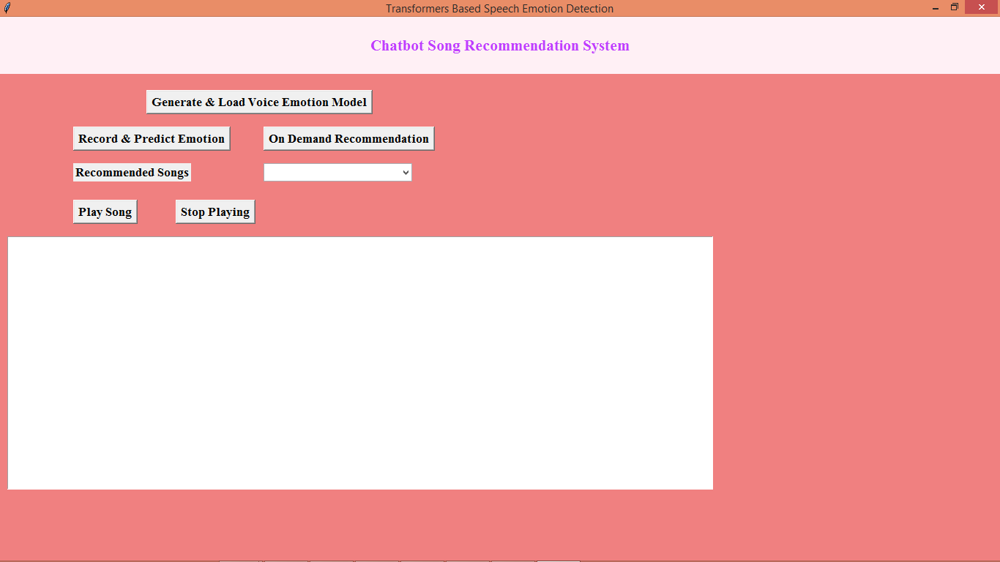 Transformers Based Speech Emotion Detection
Chatbot Song Recommendation System
Generate & Load Voice Emotion Model
Record & Predict Emotion
On Demand Recommendation
Recommended Songs
Play Song
Stop Playing